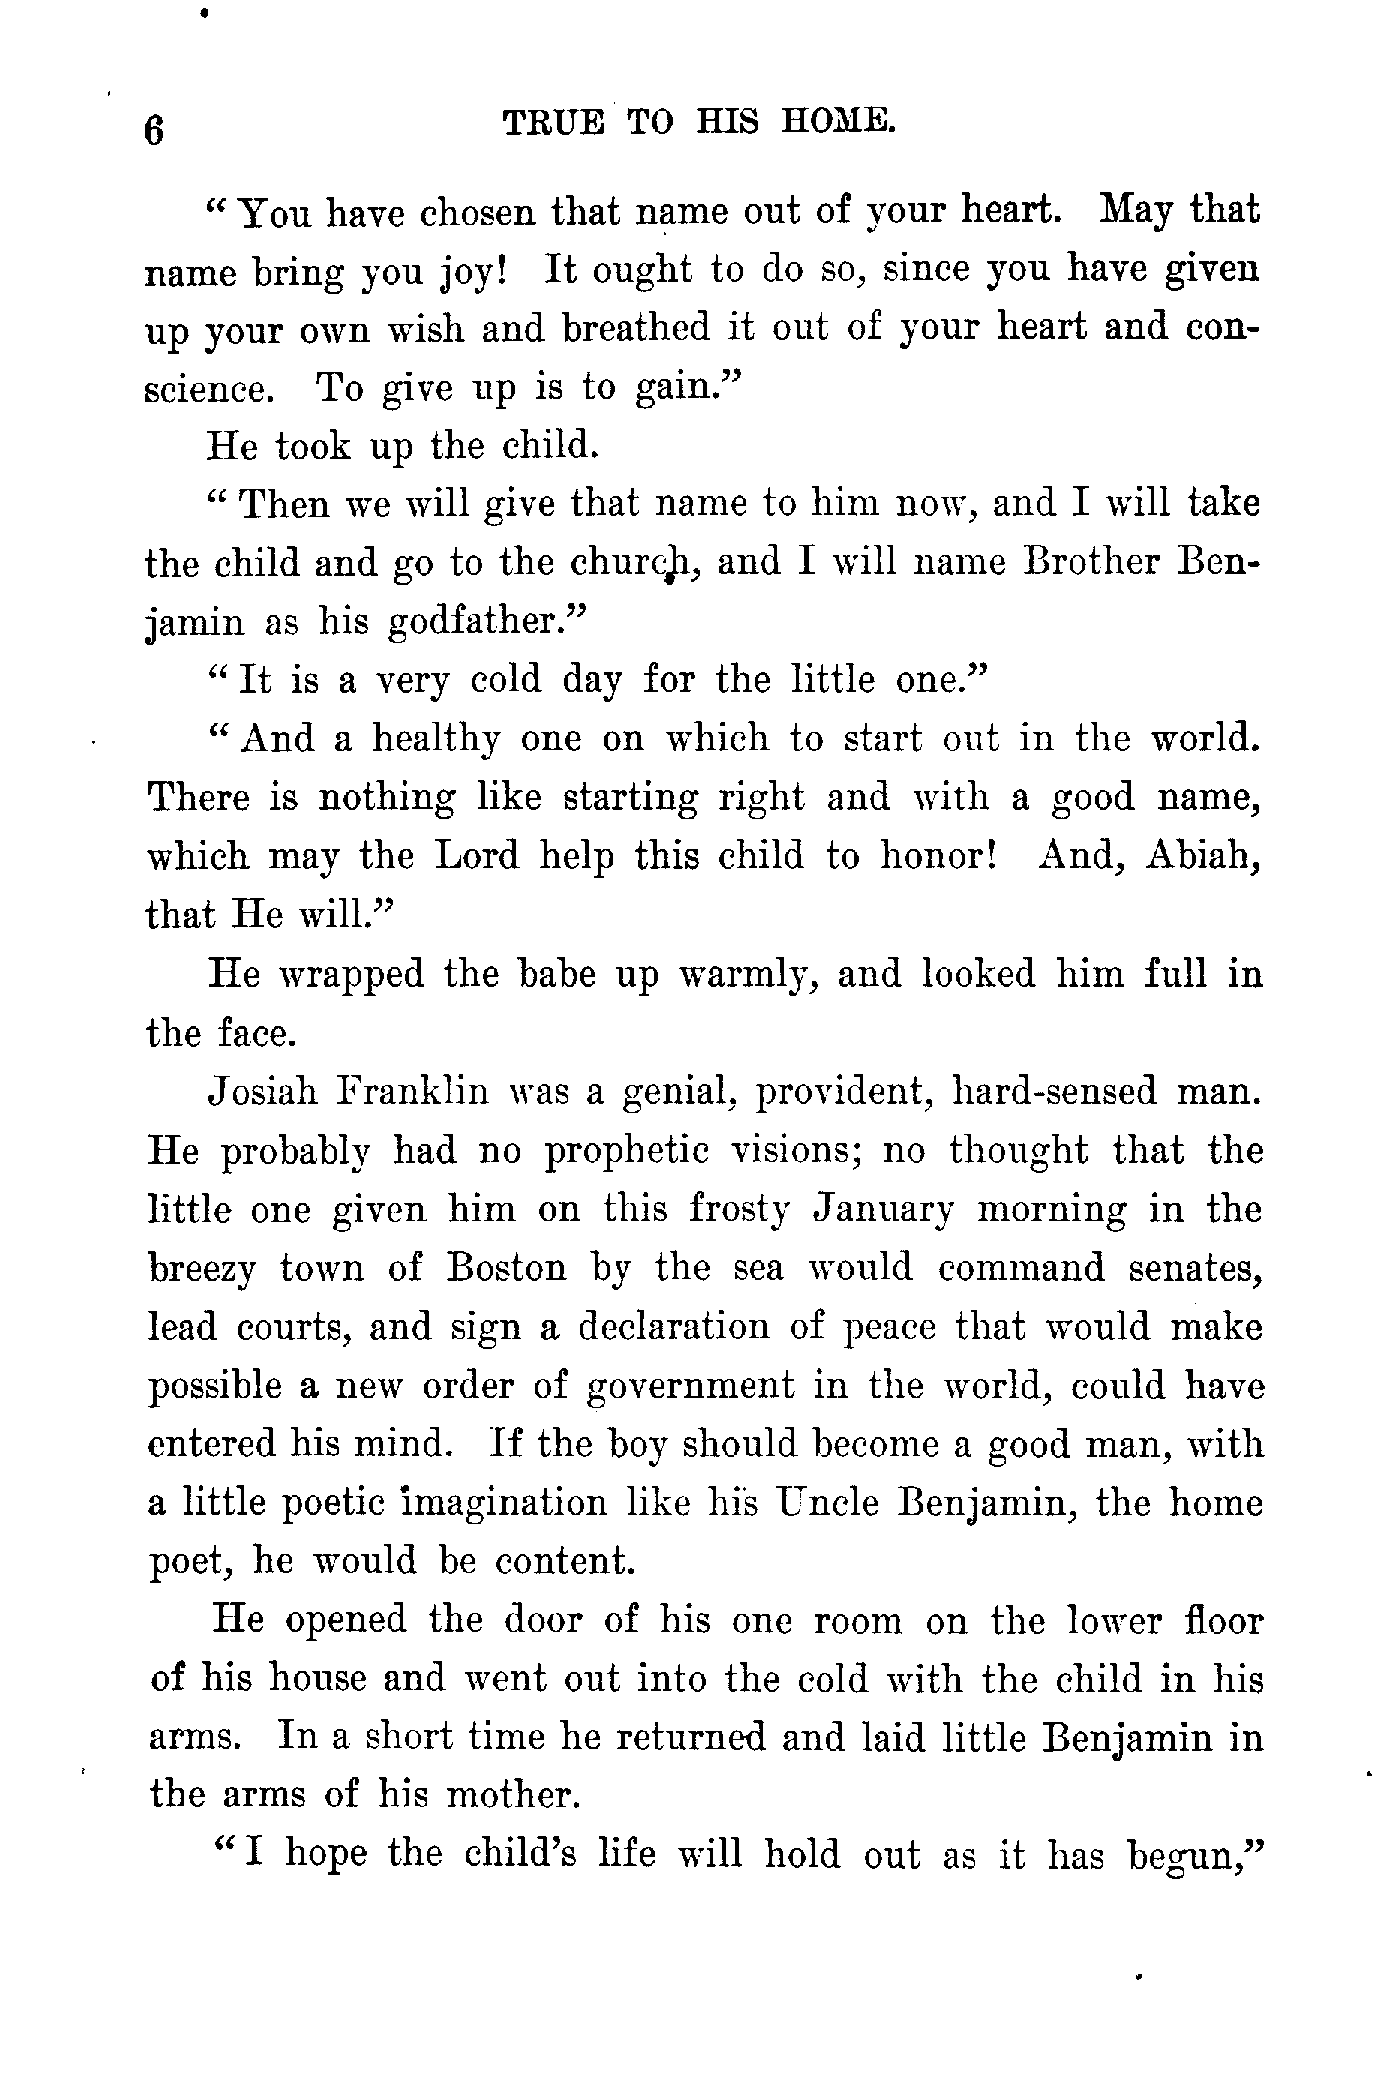 6 TRUE TO HIS HOME.
“ You have chosen that name out of your heart. May that
name bring you joy! It ought to do so, since you have given
up your own wish and breathed it out of your heart and con-
science. To give up is to gain.”
He took up the child.
“ Then we will give that name to him now, and I will take
the child and go to the church, and I will name Brother Ben-
jamin as his godfather.”
“ It is a very cold day for the little one.”
“ And a healthy one on which to start out in the world.
There is nothing like starting right and with a good name,
which may the Lord help this child to honor! And, Abiah,
that He will.”
He wrapped the babe up warmly, and looked him full in
the face.
Josiah Franklin was a genial, provident, hard-sensed man.
He probably had no prophetic visions; no thought that the
little one given him on this frosty January morning in the
breezy town of Boston by the sea would command senates,
lead courts, and sign a declaration of peace that would make
possible a new order of government in the world, could have
entered his mind. If the boy should become a good man, with
a little poetic imagination like his Uncle Benjamin, the home
poet, he would be content.
He opened the door of his one room on the lower floor
of his house and went out into the cold with the child in his
arms. In a short time he returned and laid little Benjamin in
the arms of his mother.
“ I hope the child’s life will hold out as it has begun,”